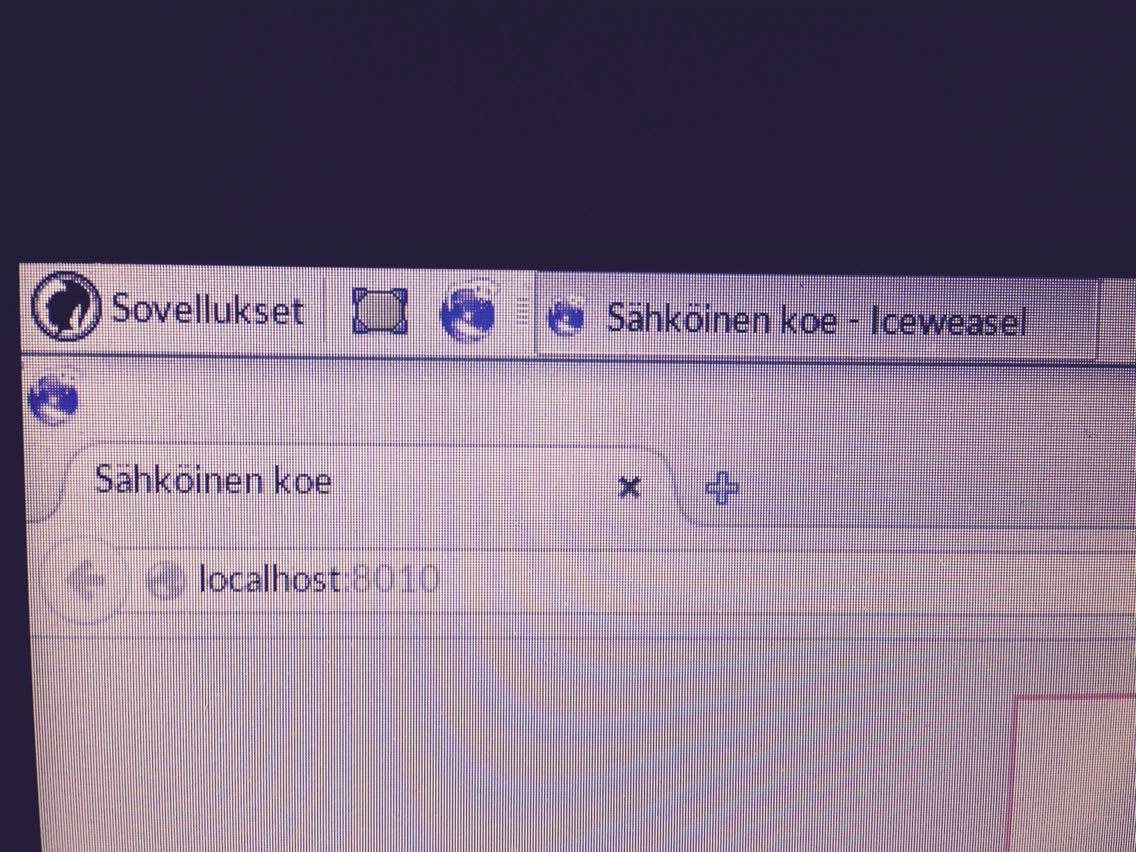 Sovellukset
Sähköinen koe - Iceweasel
Sähköinen koe
localhost:8010